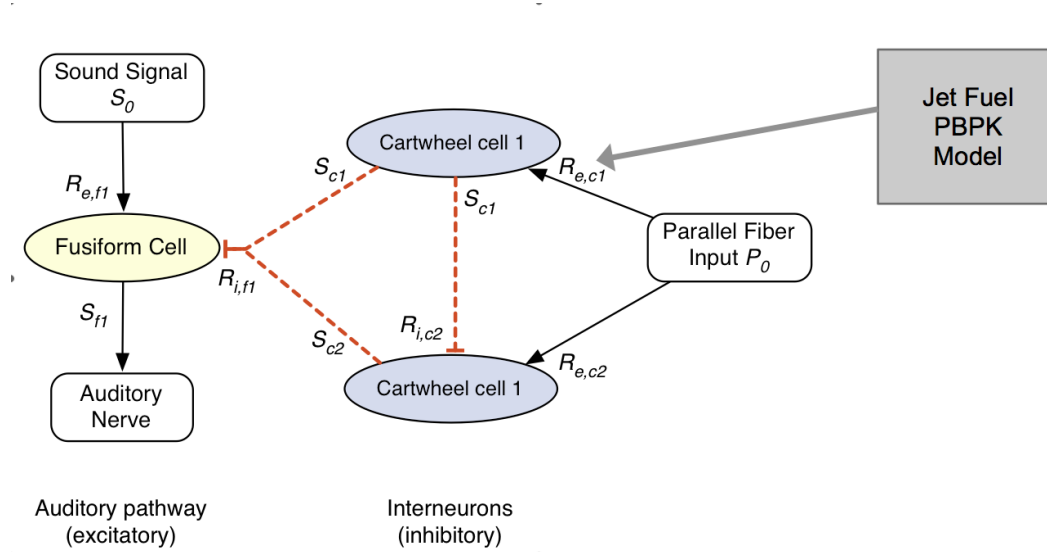 Sound Signal
S0
Jet Fuel
PBPK
Model
Cartwheel cell 1
Sc1
Re,c1
Sc1
Re,f1
Parallel Fiber
Input P0
Fusiform Cell
Ri,f1
Sf1
Ri,c2
Sc2
Re,c2
Cartwheel cell 1
Auditory
Nerve
Auditory pathway
(excitatory)
Interneurons
(inhibitory)